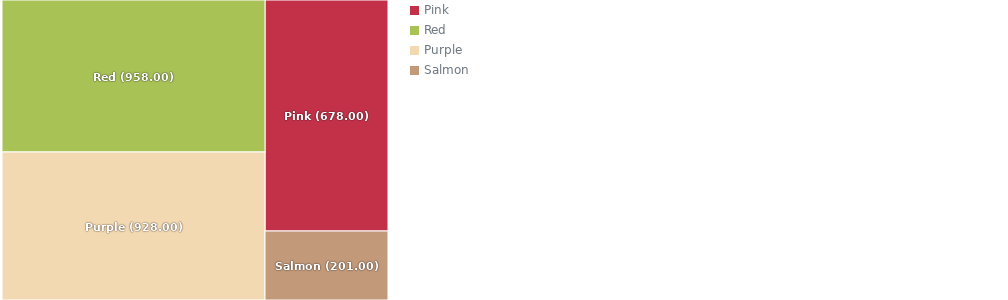 Red (958.00)
Purple (928.00)
Pink (678.00)
Salmon (201.00)
Pink
Red
Purple
Salmon